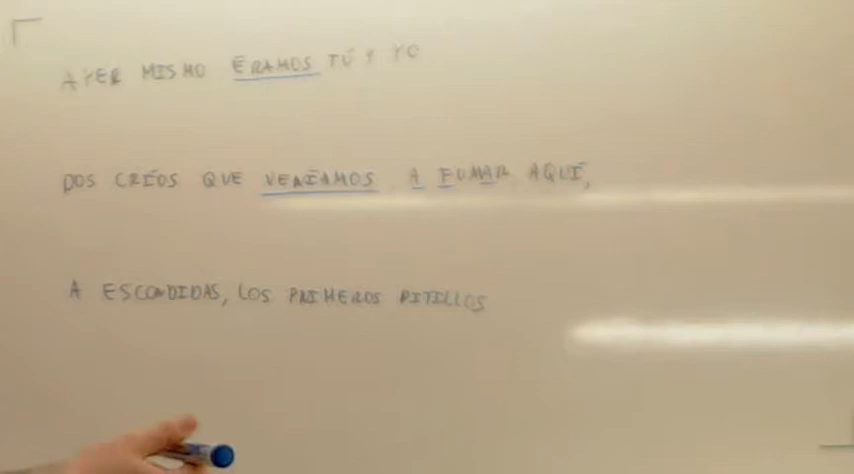 AYER MISMO ERAMOS TÚ Y YO
DOS CRÍOS QUE VENÍAMOS A FUMAR AQUÍ,
A ESCONDIDAS, LOS PRIMEROS PITILLOS